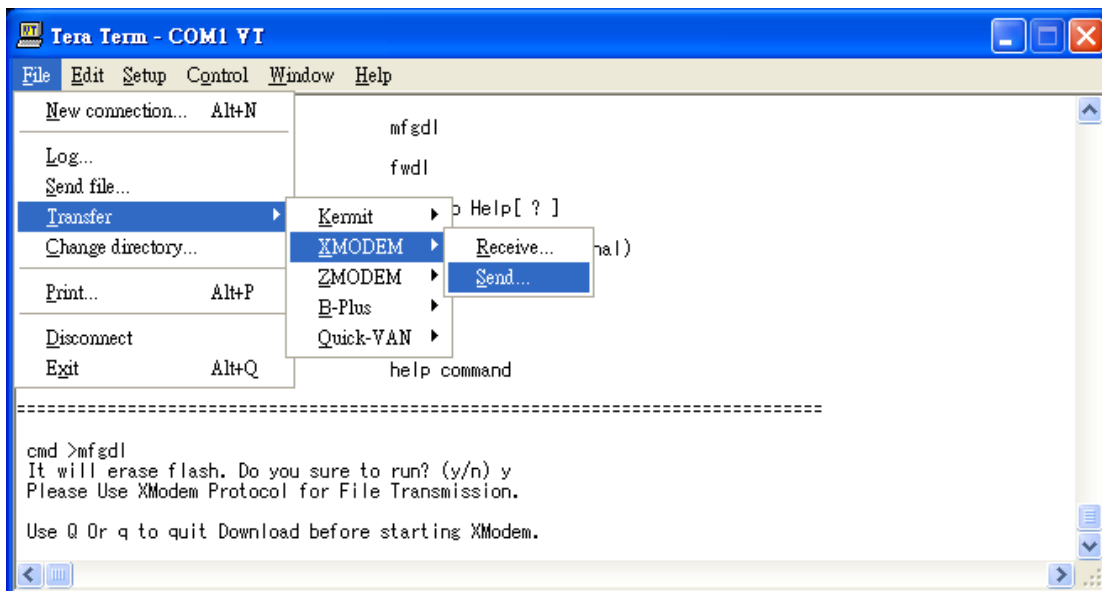 Tera Term - COM1 VT
File Edit Setup Control Window Help
New connection... Alt+N
Log...
Send file...
Transfer
Change directory...
Print... Alt+P
Disconnect
Exit Alt+Q
Kermit
XMODEM
ZMODEM
B-Plus
Quick-VAN
Receive...
Send...
mfgdl
fwdl
Help[ ? ]
nal)
help command
==============================================================================
cmd >mfgdl
It will erase flash. Do you sure to run? (y/n) y
Please Use XModem Protocol for File Transmission.
Use Q Or q to quit Download before starting XModem.